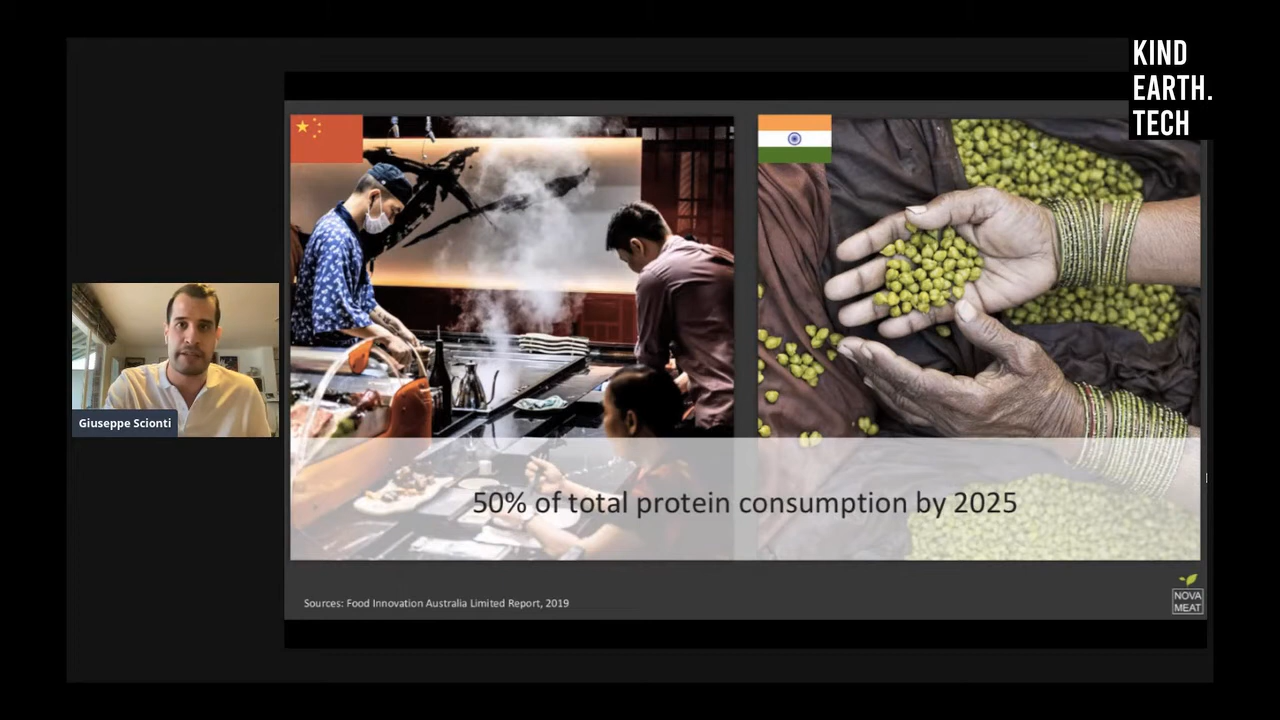 KIND
EARTH.
TECH
Giuseppe Scionti
50% of total protein consumption by 2025
Sources: Food Innovation Australia Limited Report, 2019
NOVA
MEAT